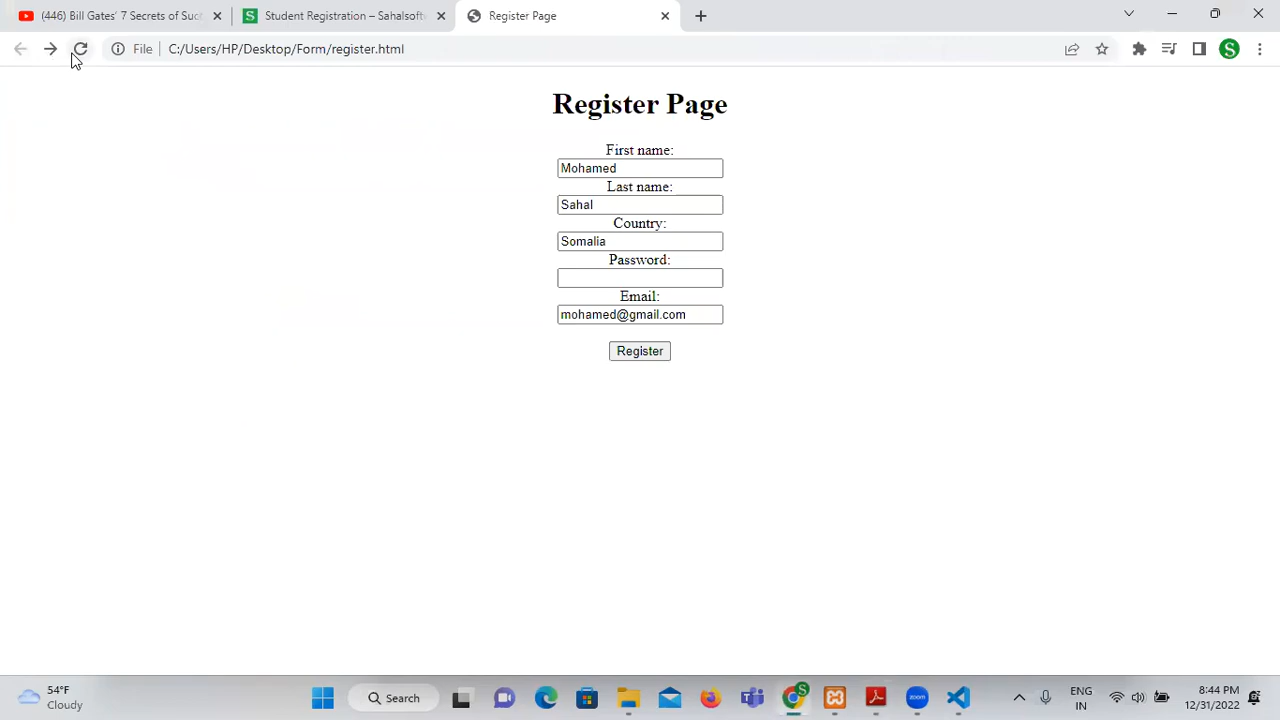 (446) Bill Gates' 7 Secrets of Suc
Student Registration – Sahalsoft
Register Page
File
C:/Users/HP/Desktop/Form/register.html
S
Register Page
First name:
Mohamed
Last name:
Sahal
Country:
Somalia
Password:
Email:
mohamed@gmail.com
Register
54°F
Cloudy
Search
zoom
ENG
IN
8:44 PM
12/31/2022